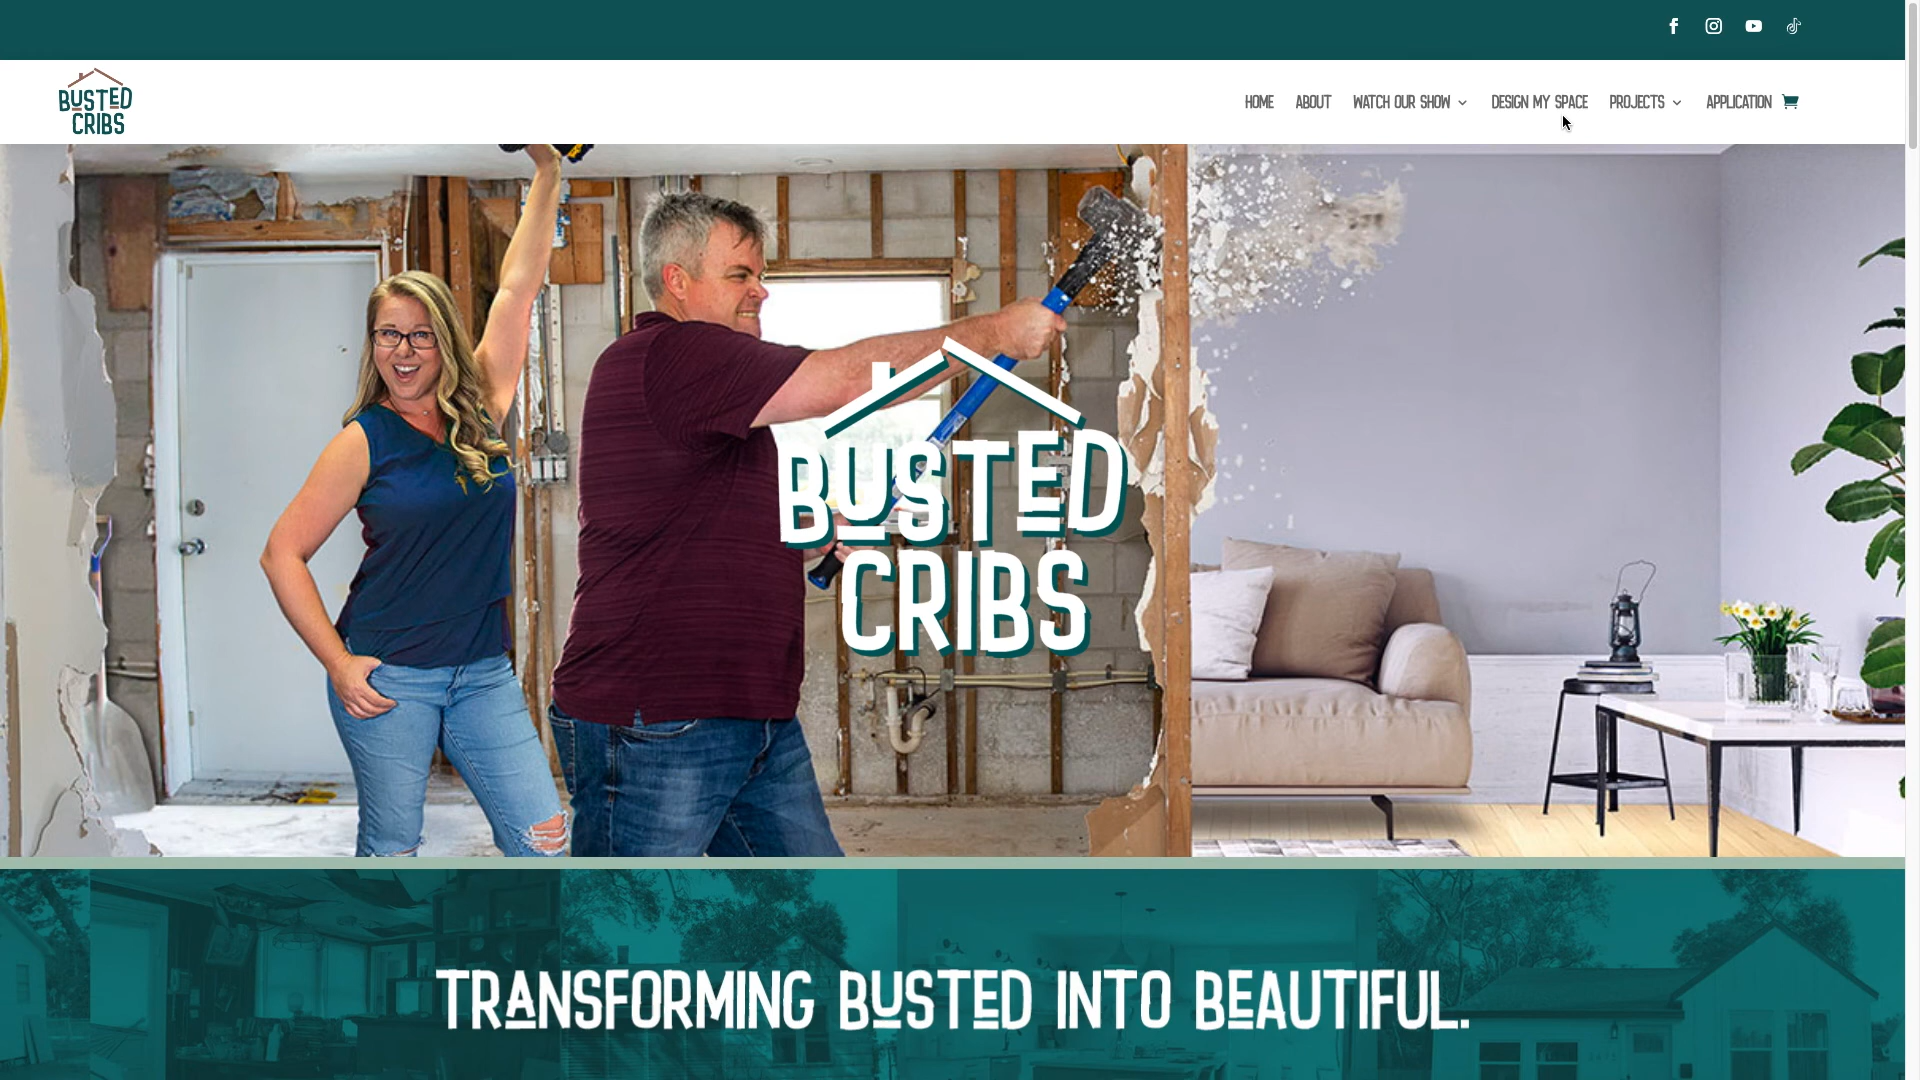 BUSTED
CRIBS
HOME ABOUT WATCH OUR SHOW DESIGN MY SPACE PROJECTS APPLICATION
BUSTED
CRIBS
TRANSFORMING BUSTED INTO BEAUTIFUL.